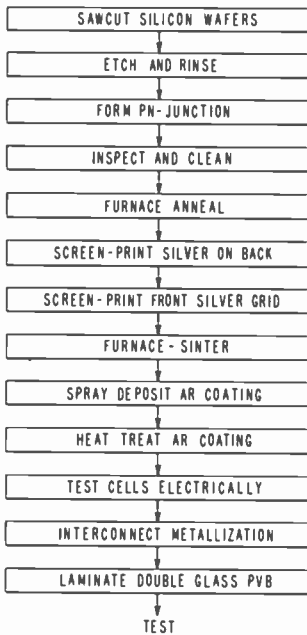 SAWCUT SILICON WAFERS
ETCH AND RINSE
FORM PN-JUNCTION
INSPECT AND CLEAN
FURNACE ANNEAL
SCREEN-PRINT SILVER ON BACK
SCREEN-PRINT FRONT SILVER GRID
FURNACE-SINTER
SPRAY DEPOSIT AR COATING
HEAT TREAT AR COATING
TEST CELLS ELECTRICALLY
INTERCONNECT METALLIZATION
LAMINATE DOUBLE GLASS PVB
TEST